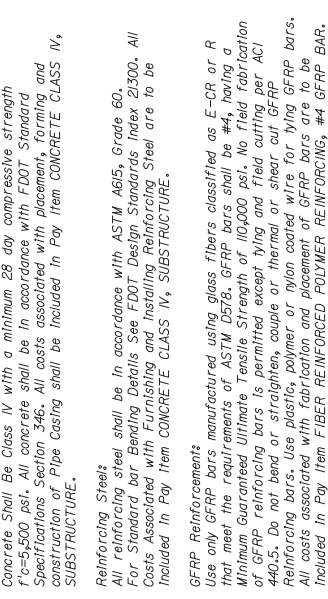 Concrete Shall Be Class IV with a minimum 28 day compressive strength
f'c=5,500 psi. All concrete shall be in accordance with FDOT Standard
Specifications Section 346. All costs associated with placement, forming and
construction of Pipe Casing shall be included in Pay Item CONCRETE CLASS IV,
SUBSTRUCTURE.
Reinforcing Steel:
All reinforcing steel shall be in accordance with ASTM A615, Grade 60.
For Standard bar Bending Details See FDOT Design Standards Index 21300. All
Costs Associated with Furnishing and Installing Reinforcing Steel are to be
included in Pay Item CONCRETE CLASS IV, SUBSTRUCTURE.
GFRP Reinforcements:
Use only GFRP bars manufactured using glass fibers classified as E-CR or R
that meet the requirements of ASTM D578. GFRP bars shall be #4, having a
Minimum Guaranteed Ultimate Tensile Strength of 110,000 psi. No field fabrication
of GFRP reinforcing bars is permitted except tying and field cutting per ACI
440.5. Do not bend or straighten, couple or thermal or shear cut GFRP
Reinforcing bars. Use plastic, polymer or nylon coated wire for tying GFRP bars.
All costs associated with fabrication and placement of GFRP bars are to be
included in Pay Item FIBER REINFORCED POLYMER REINFORCING, #4 GFRP BAR.